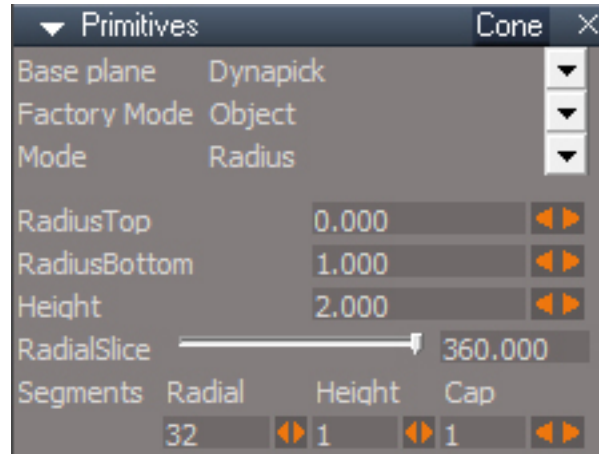 Primitives Cone
Base plane Dynapick
Factory Mode Object
Mode Radius
RadiusTop 0.000
RadiusBottom 1.000
Height 2.000
RadialSlice 360.000
Segments Radial Height Cap
32 1 1